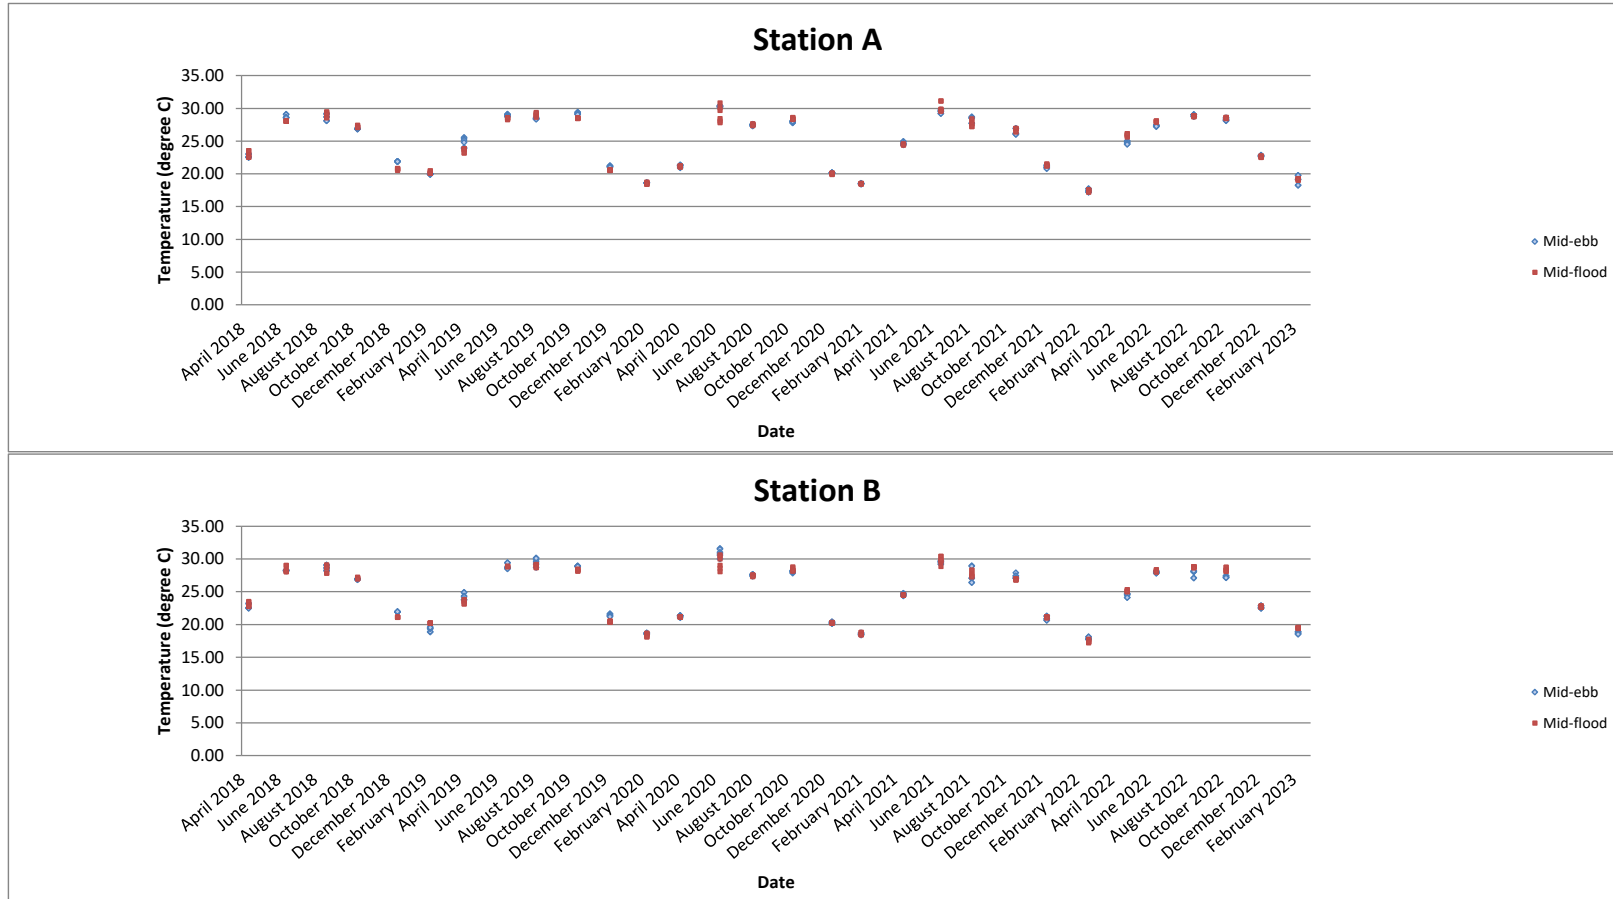 Station A
35.00
30.00
25.00
20.00
15.00
10.00
5.00
0.00
Temperature (degree C)
April 2018
June 2018
August 2018
October 2018
December 2018
February 2019
April 2019
June 2019
August 2019
October 2019
December 2019
February 2020
April 2020
June 2020
August 2020
October 2020
December 2020
February 2021
April 2021
June 2021
August 2021
October 2021
December 2021
February 2022
April 2022
June 2022
August 2022
October 2022
December 2022
February 2023
Date
Mid-ebb
Mid-flood
Station B
35.00
30.00
25.00
20.00
15.00
10.00
5.00
0.00
Temperature (degree C)
April 2018
June 2018
August 2018
October 2018
December 2018
February 2019
April 2019
June 2019
August 2019
October 2019
December 2019
February 2020
April 2020
June 2020
August 2020
October 2020
December 2020
February 2021
April 2021
June 2021
August 2021
October 2021
December 2021
February 2022
April 2022
June 2022
August 2022
October 2022
December 2022
February 2023
Date
Mid-ebb
Mid-flood